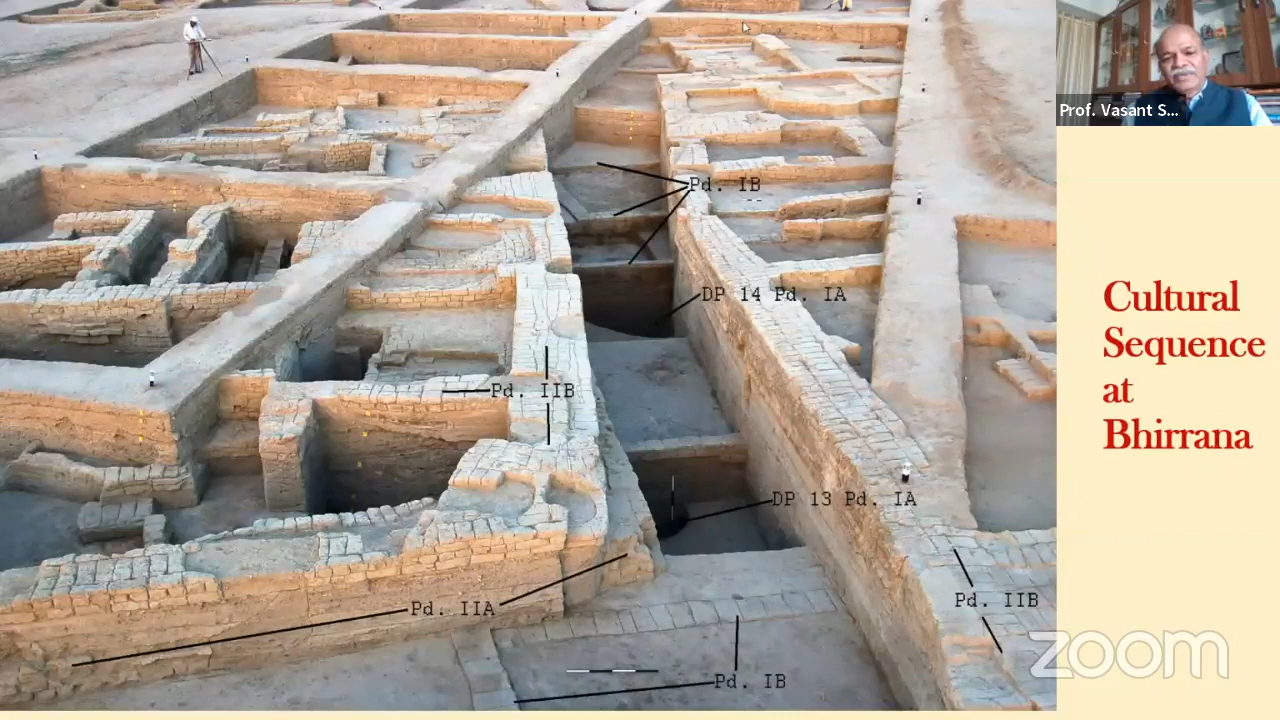 Prof. Vasant S...
Pd. IB
DP 14 Pd. IA
Pd. IIB
DP 13 Pd. IA
Pd. IIB
Pd. IIA
Pd. IB
Cultural
Sequence
at
Bhirrana
zoom